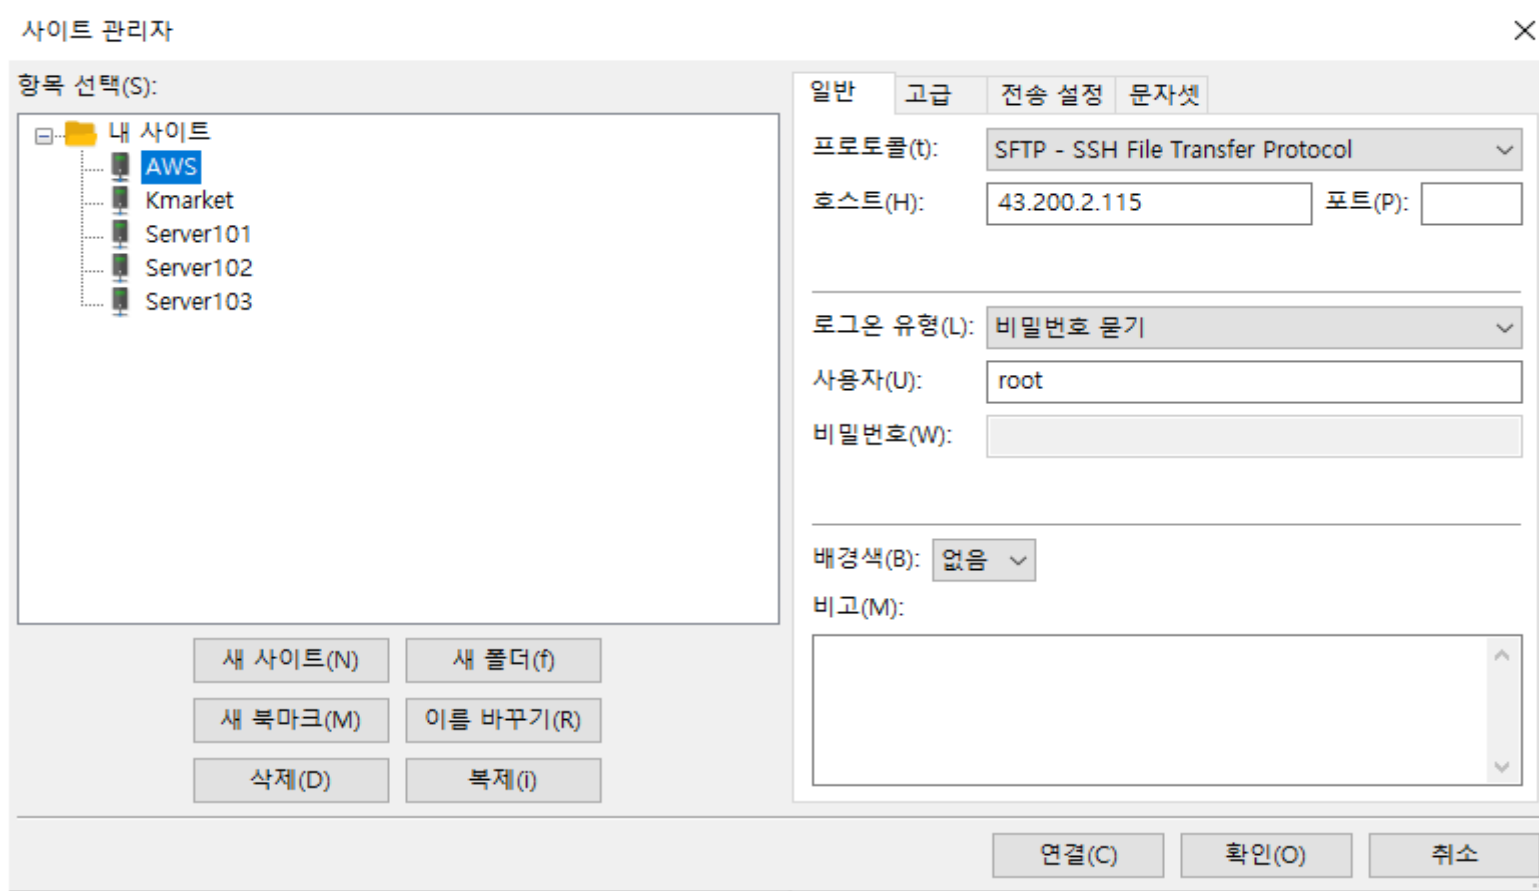 사이트 관리자
항목 선택(S):
내 사이트
AWS
Kmarket
Server101
Server102
Server103
새 사이트(N) 새 폴더(f)
새 북마크(M) 이름 바꾸기(R)
삭제(D) 복제(i)
일반 고급 전송 설정 문자셋
프로토콜(t): SFTP - SSH File Transfer Protocol
호스트(H): 43.200.2.115 포트(P):
로그온 유형(L): 비밀번호 묻기
사용자(U): root
비밀번호(W):
배경색(B): 없음
비고(M):
연결(C) 확인(O) 취소